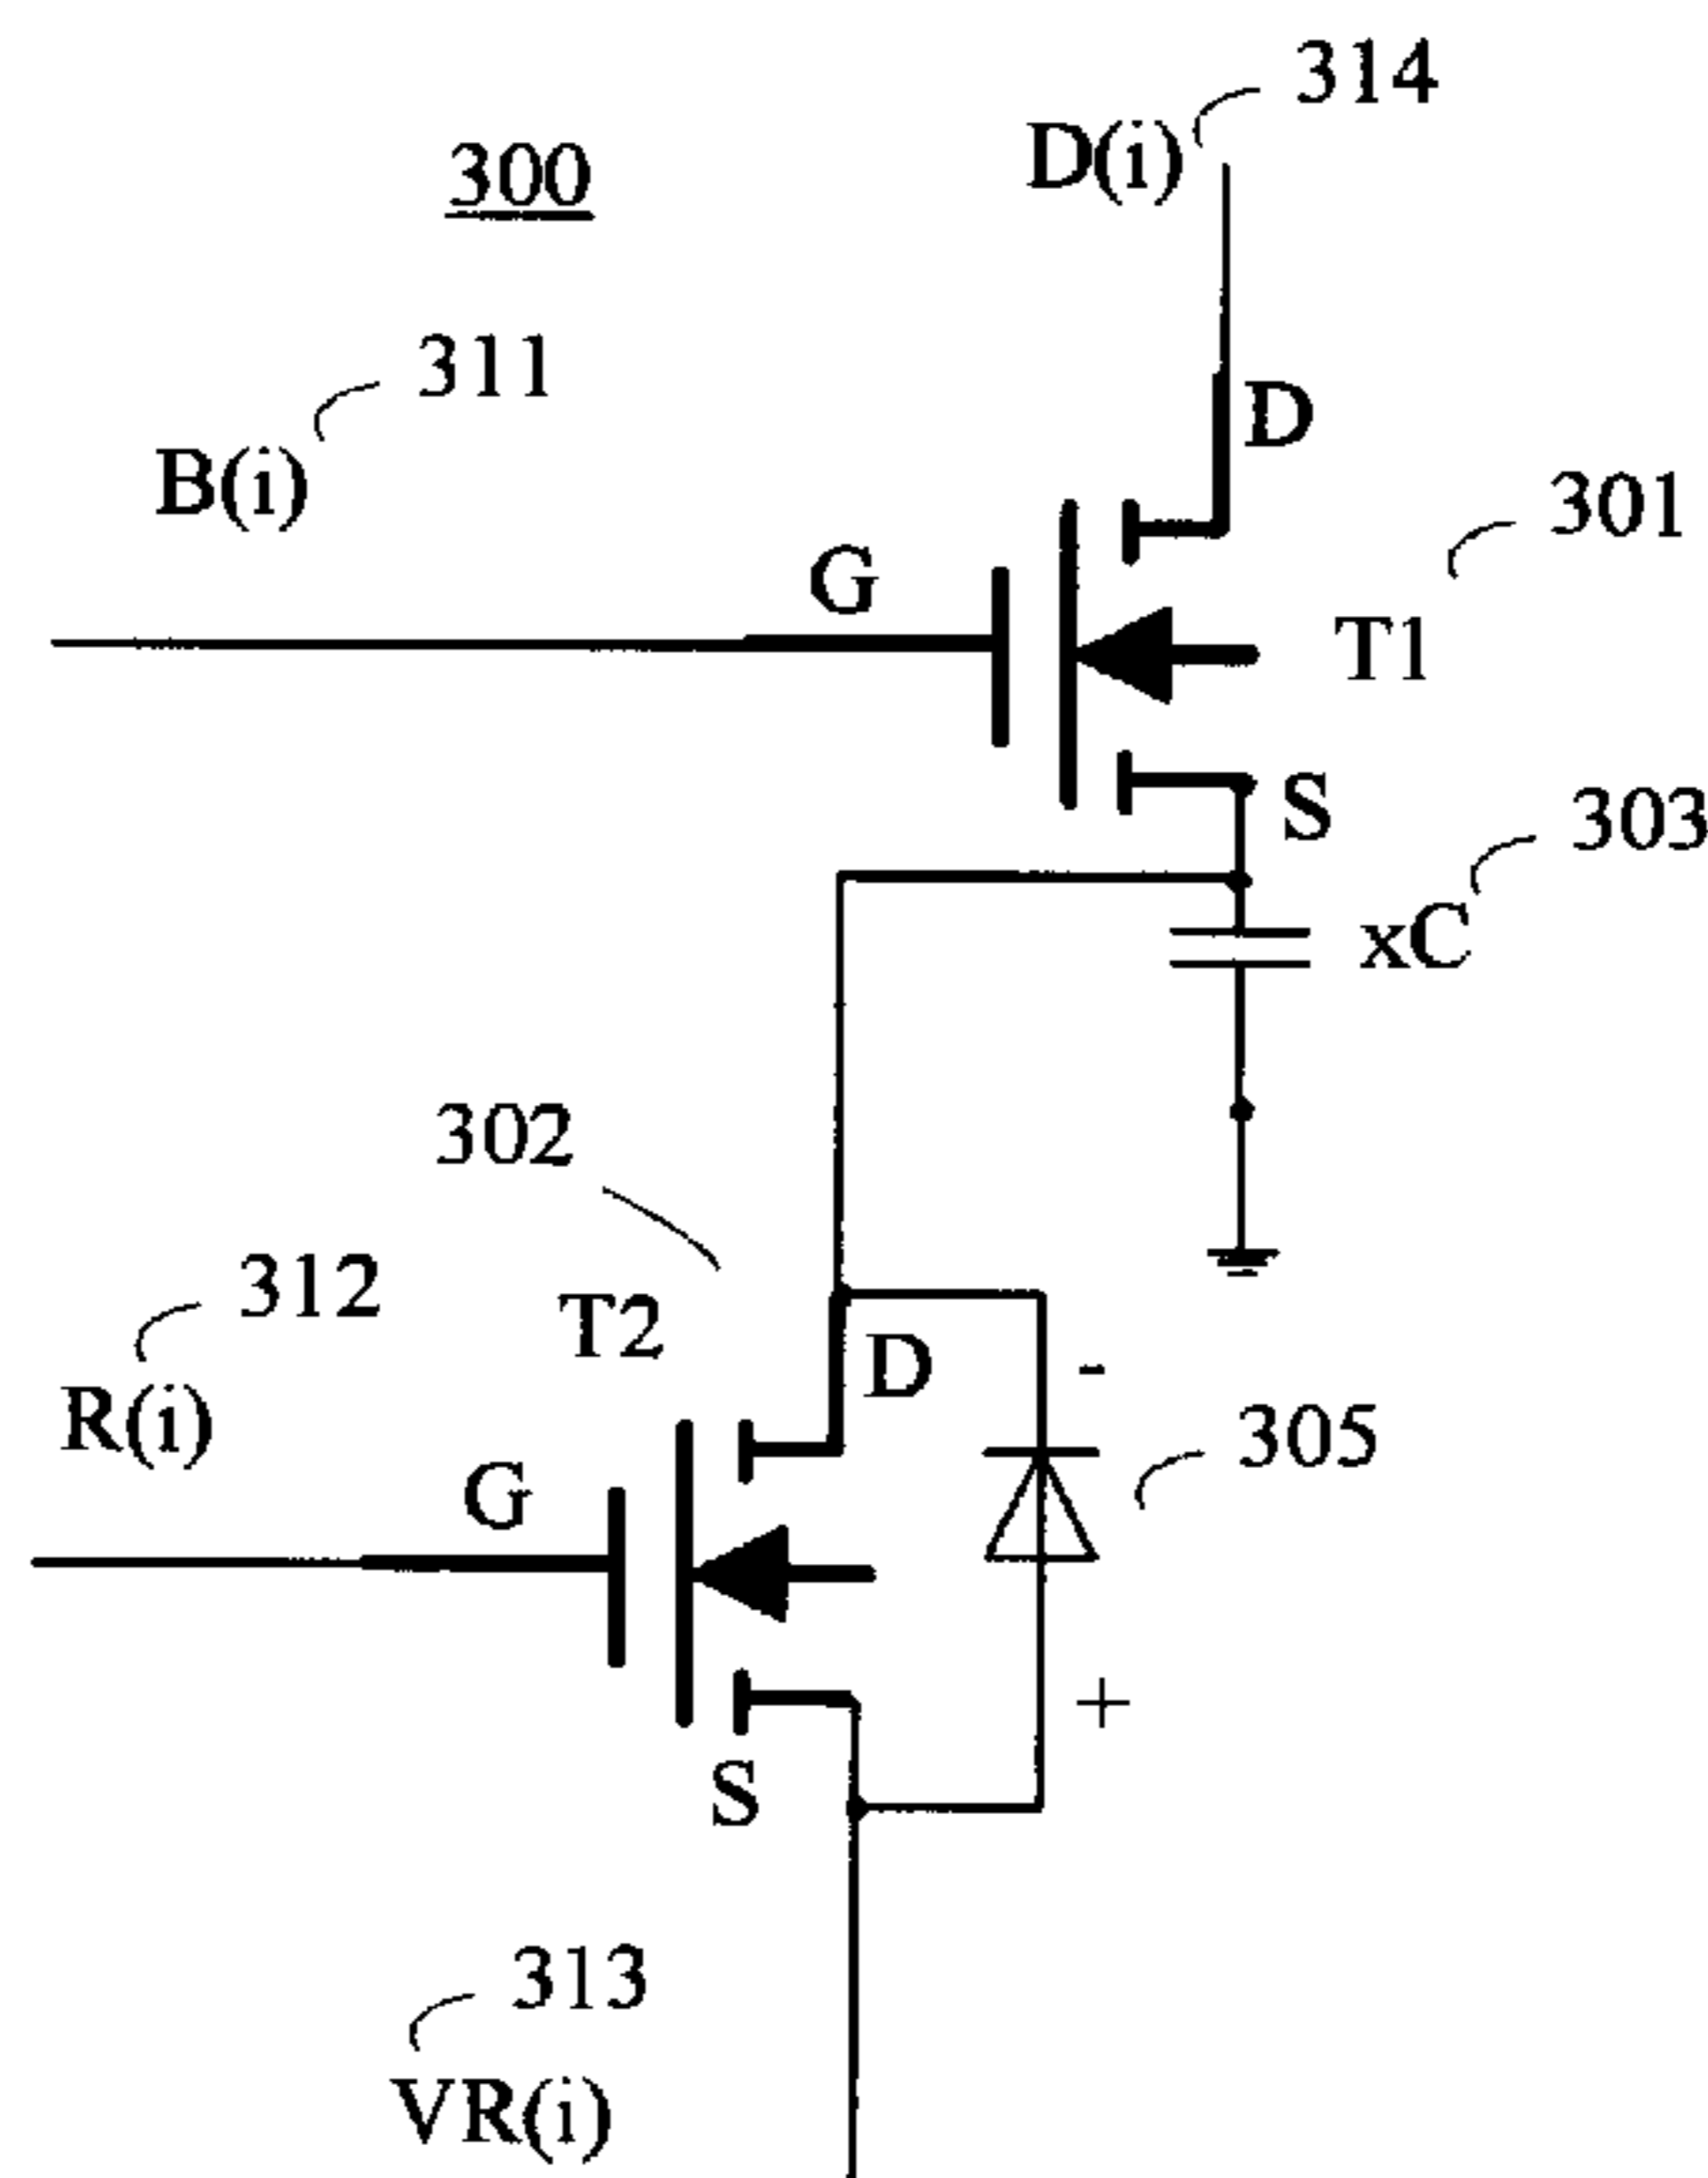 314
D(i)
300
311
B(i)
D
301
G
T1
S
303
xC
302
312
T2
D
-
R(i)
305
G
+
S
313
VR(i)